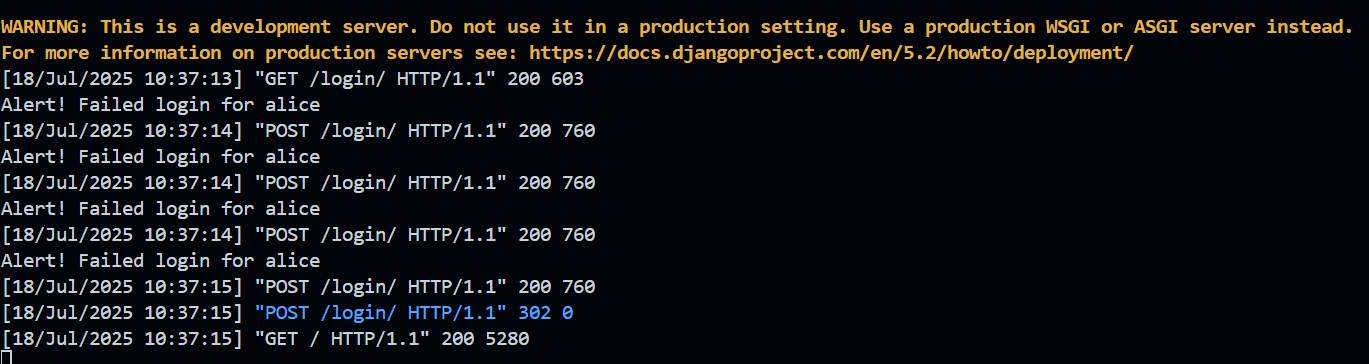 WARNING: This is a development server. Do not use it in a production setting. Use a production WSGI or ASGI server instead.
For more information on production servers see: https://docs.djangoproject.com/en/5.2/howto/deployment/
[18/Jul/2025 10:37:13] "GET /login/ HTTP/1.1" 200 603
Alert! Failed login for alice
[18/Jul/2025 10:37:14] "POST /login/ HTTP/1.1" 200 760
Alert! Failed login for alice
[18/Jul/2025 10:37:14] "POST /login/ HTTP/1.1" 200 760
Alert! Failed login for alice
[18/Jul/2025 10:37:14] "POST /login/ HTTP/1.1" 200 760
Alert! Failed login for alice
[18/Jul/2025 10:37:15] "POST /login/ HTTP/1.1" 200 760
[18/Jul/2025 10:37:15] "POST /login/ HTTP/1.1" 302 0
[18/Jul/2025 10:37:15] "GET / HTTP/1.1" 200 5280